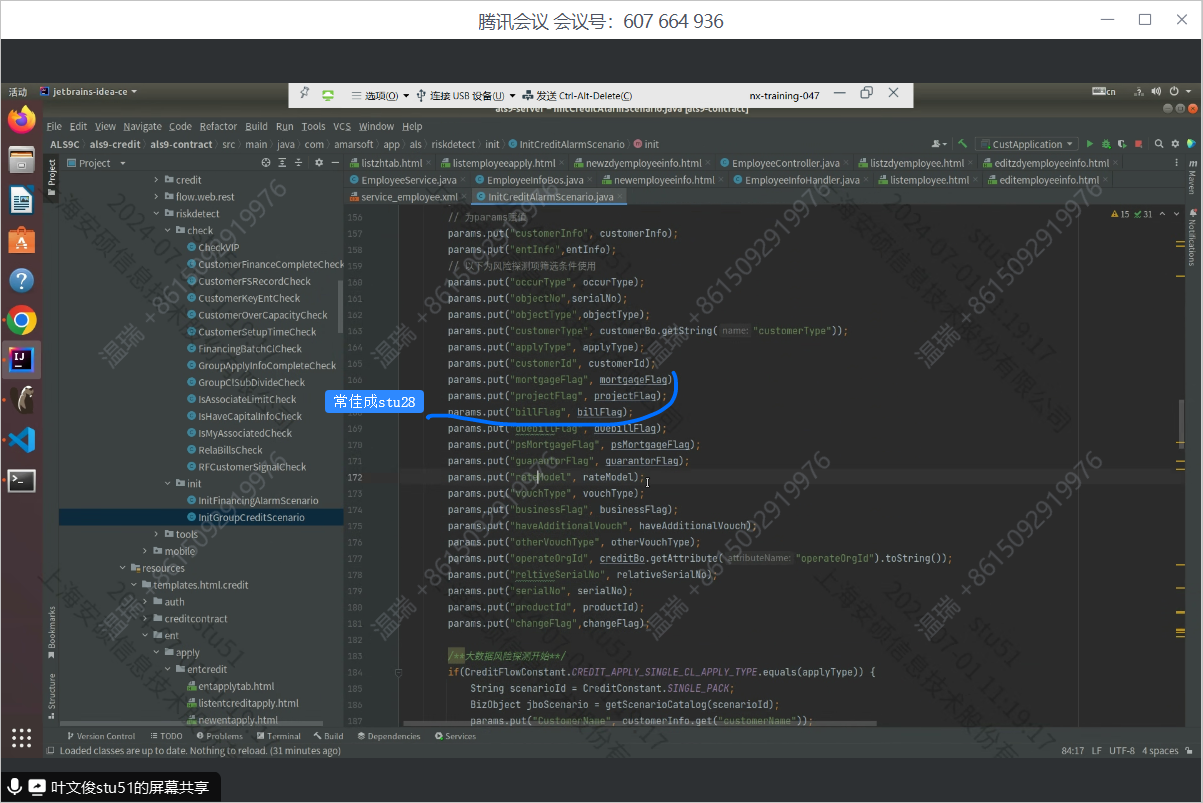 腾讯会议 会议号：607 664 936
活动 jetbrains-idea-ce
选项(O) 连接 USB 设备(U) 发送 Ctrl-Alt-Delete(C) nx-training-047
cn
File Edit View Navigate Code Refactor Build Run Tools VCS Window Help
ALS9C als9-credit als9-contract src main java com amarsoft app als riskdetect init InitCreditAlarmScenario init
CustApplication
Project
listzhtab.html listemployeeapply.html newzdyemployeeinfo.html EmployeeController.java listzdyemployee.html editzdyemployeeinfo.html
EmployeeService.java EmployeeInfoBos.java newemployeeinfo.html EmployeeInfoHandler.java listemployee.html editemployeeinfo.html
service_employee.xml InitCreditAlarmScenario.java
Project
Bookmarks
Structure
Maven
Notifications
credit
flow.web.rest
riskdetect
check
CheckVIP
CustomerFinanceCompleteCheck
CustomerFSRecordCheck
CustomerKeyEntCheck
CustomerOverCapacityCheck
CustomerSetupTimeCheck
FinancingBatchClCheck
GroupApplyInfoCompleteCheck
GroupClSubDivideCheck
IsAssociateLimitCheck
IsHaveCapitalInfoCheck
IsMyAssociatedCheck
RelaBillsCheck
RFCustomerSignalCheck
init
InitFinancingAlarmScenario
InitGroupCreditScenario
tools
mobile
resources
templates.html.credit
auth
creditcontract
ent
apply
entcredit
entapplytab.html
listentcreditapply.html
newentapply.html
15 31
156 // 为params赋值
157 params.put("customerInfo", customerInfo);
158 params.put("entInfo",entInfo);
159 // 以下为风险探测项筛选条件使用
160 params.put("occurType", occurType);
161 params.put("objectNo",serialNo);
162 params.put("objectType",objectType);
163 params.put("customerType", customerBo.getString( name: "customerType"));
164 params.put("applyType", applyType);
165 params.put("customerId", customerId);
166 params.put("mortgageFlag", mortgageFlag)
167 params.put("projectFlag", projectFlag);
168 params.put("billFlag", billFlag);
169 params.put("duebillFlag", duebillFlag);
170 params.put("psMortgageFlag", psMortgageFlag);
171 params.put("guarantorFlag", guarantorFlag);
172 params.put("rateModel", rateModel);
173 params.put("vouchType", vouchType);
174 params.put("businessFlag", businessFlag);
175 params.put("haveAdditionalVouch", haveAdditionalVouch);
176 params.put("otherVouchType", otherVouchType);
177 params.put("operateOrgId", creditBo.getAttribute( attributeName: "operateOrgId").toString());
178 params.put("reltiveSerialNo", relativeSerialNo);
179 params.put("serialNo", serialNo);
180 params.put("productId", productId);
181 params.put("changeFlag",changeFlag);
182
183 /**大数据风险探测开始**/
184 if(CreditFlowConstant.CREDIT_APPLY_SINGLE_CL_APPLY_TYPE.equals(applyType)) {
185 String scenarioId = CreditConstant.SINGLE_PACK;
186 BizObject jboScenario = getScenarioCatalog(scenarioId);
187 params.put("CustomerName", customerInfo.get("customerName"));
常佳成stu28
Version Control TODO Problems Terminal Build Dependencies Services
Loaded classes are up to date. Nothing to reload. (31 minutes ago)
84:17 LF UTF-8 4 spaces
叶文俊stu51的屏幕共享
温瑞 +8615092919976